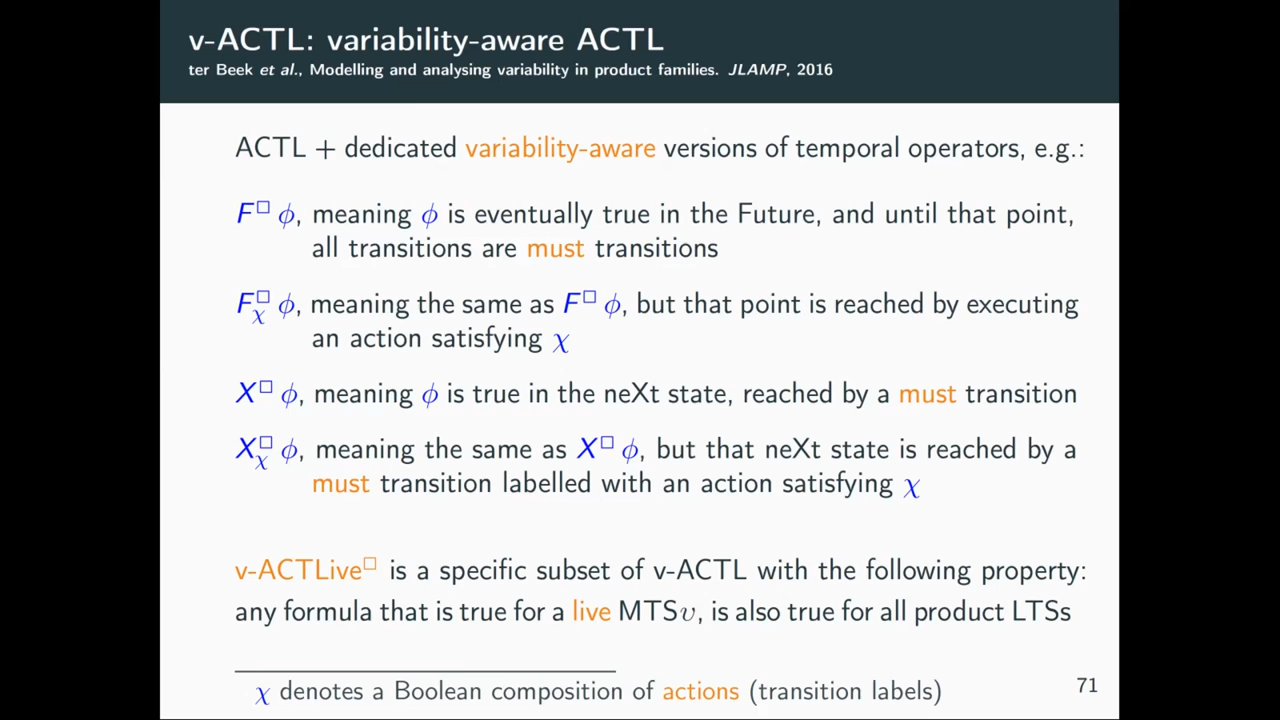 v-ACTL: variability-aware ACTL
ter Beek et al., Modelling and analysing variability in product families. JLAMP, 2016
ACTL + dedicated variability-aware versions of temporal operators, e.g.:
F□ ϕ, meaning ϕ is eventually true in the Future, and until that point,
all transitions are must transitions
F□χ ϕ, meaning the same as F□ ϕ, but that point is reached by executing
an action satisfying χ
X□ ϕ, meaning ϕ is true in the neXt state, reached by a must transition
X□χ ϕ, meaning the same as X□ ϕ, but that neXt state is reached by a
must transition labelled with an action satisfying χ
v-ACTLive□ is a specific subset of v-ACTL with the following property:
any formula that is true for a live MTSυ, is also true for all product LTSs
χ denotes a Boolean composition of actions (transition labels)
71